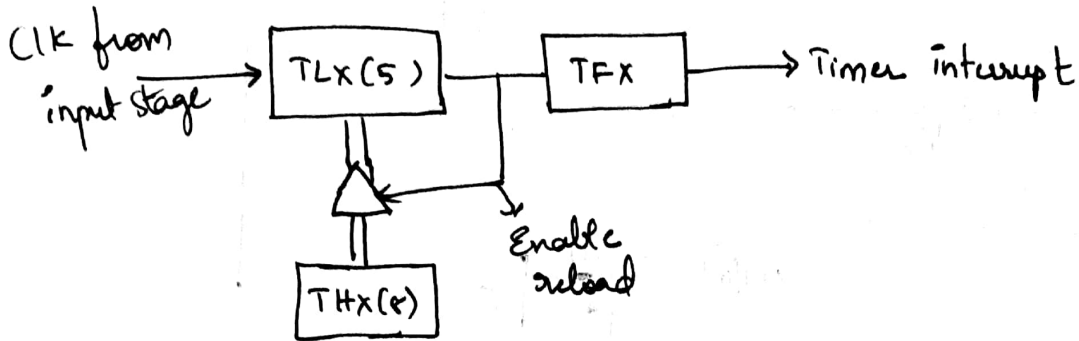 Clk from
input stage
TLX(5)
TFX
Timer interrupt
Enable
reload
THX(8)